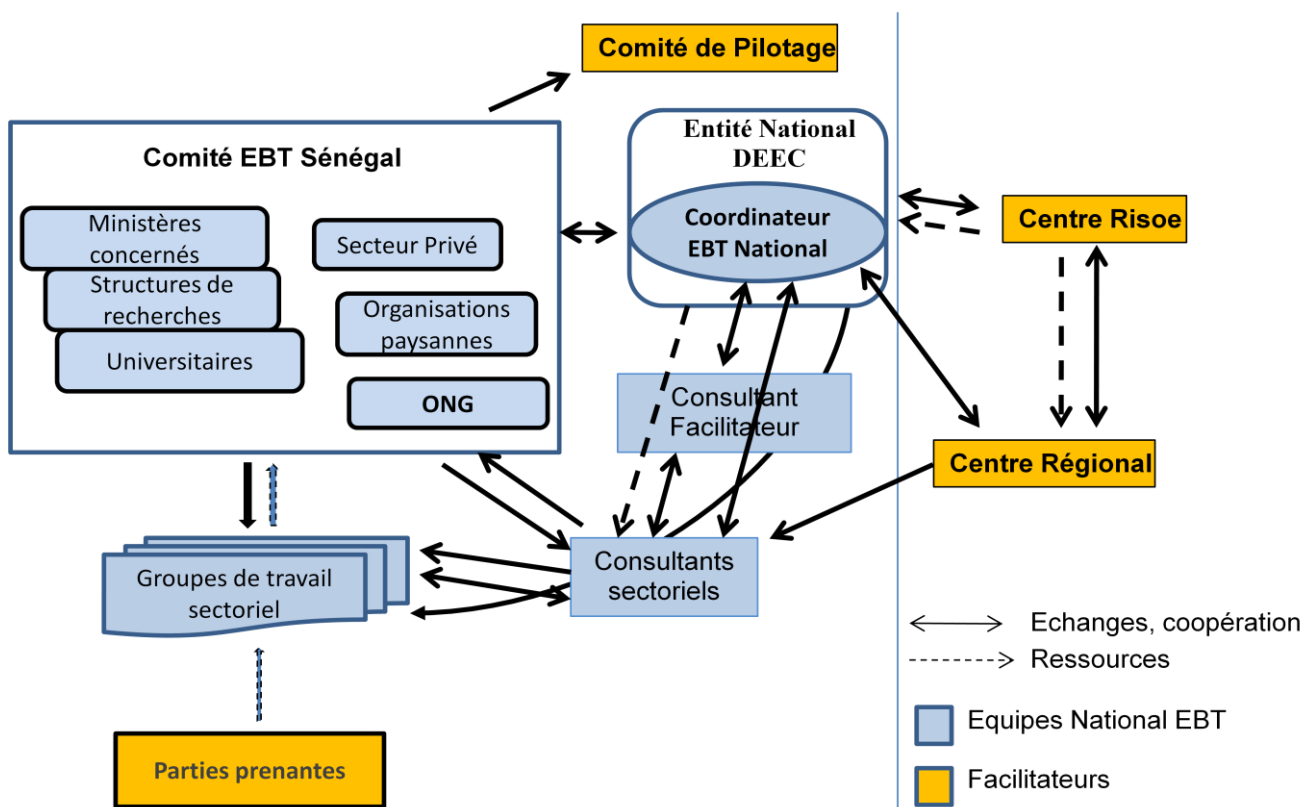 Comité de Pilotage
Entité National
DEEC
Coordinateur
EBT National
Comité EBT Sénégal
Ministères
concernés
Structures de
recherches
Universitaires
Secteur Privé
Organisations
paysannes
ONG
Centre Risoe
Consultant
Facilitateur
Centre Régional
Groupes de travail
sectoriel
Consultants
sectoriels
Parties prenantes
Echanges, coopération
Ressources
Equipes National EBT
Facilitateurs